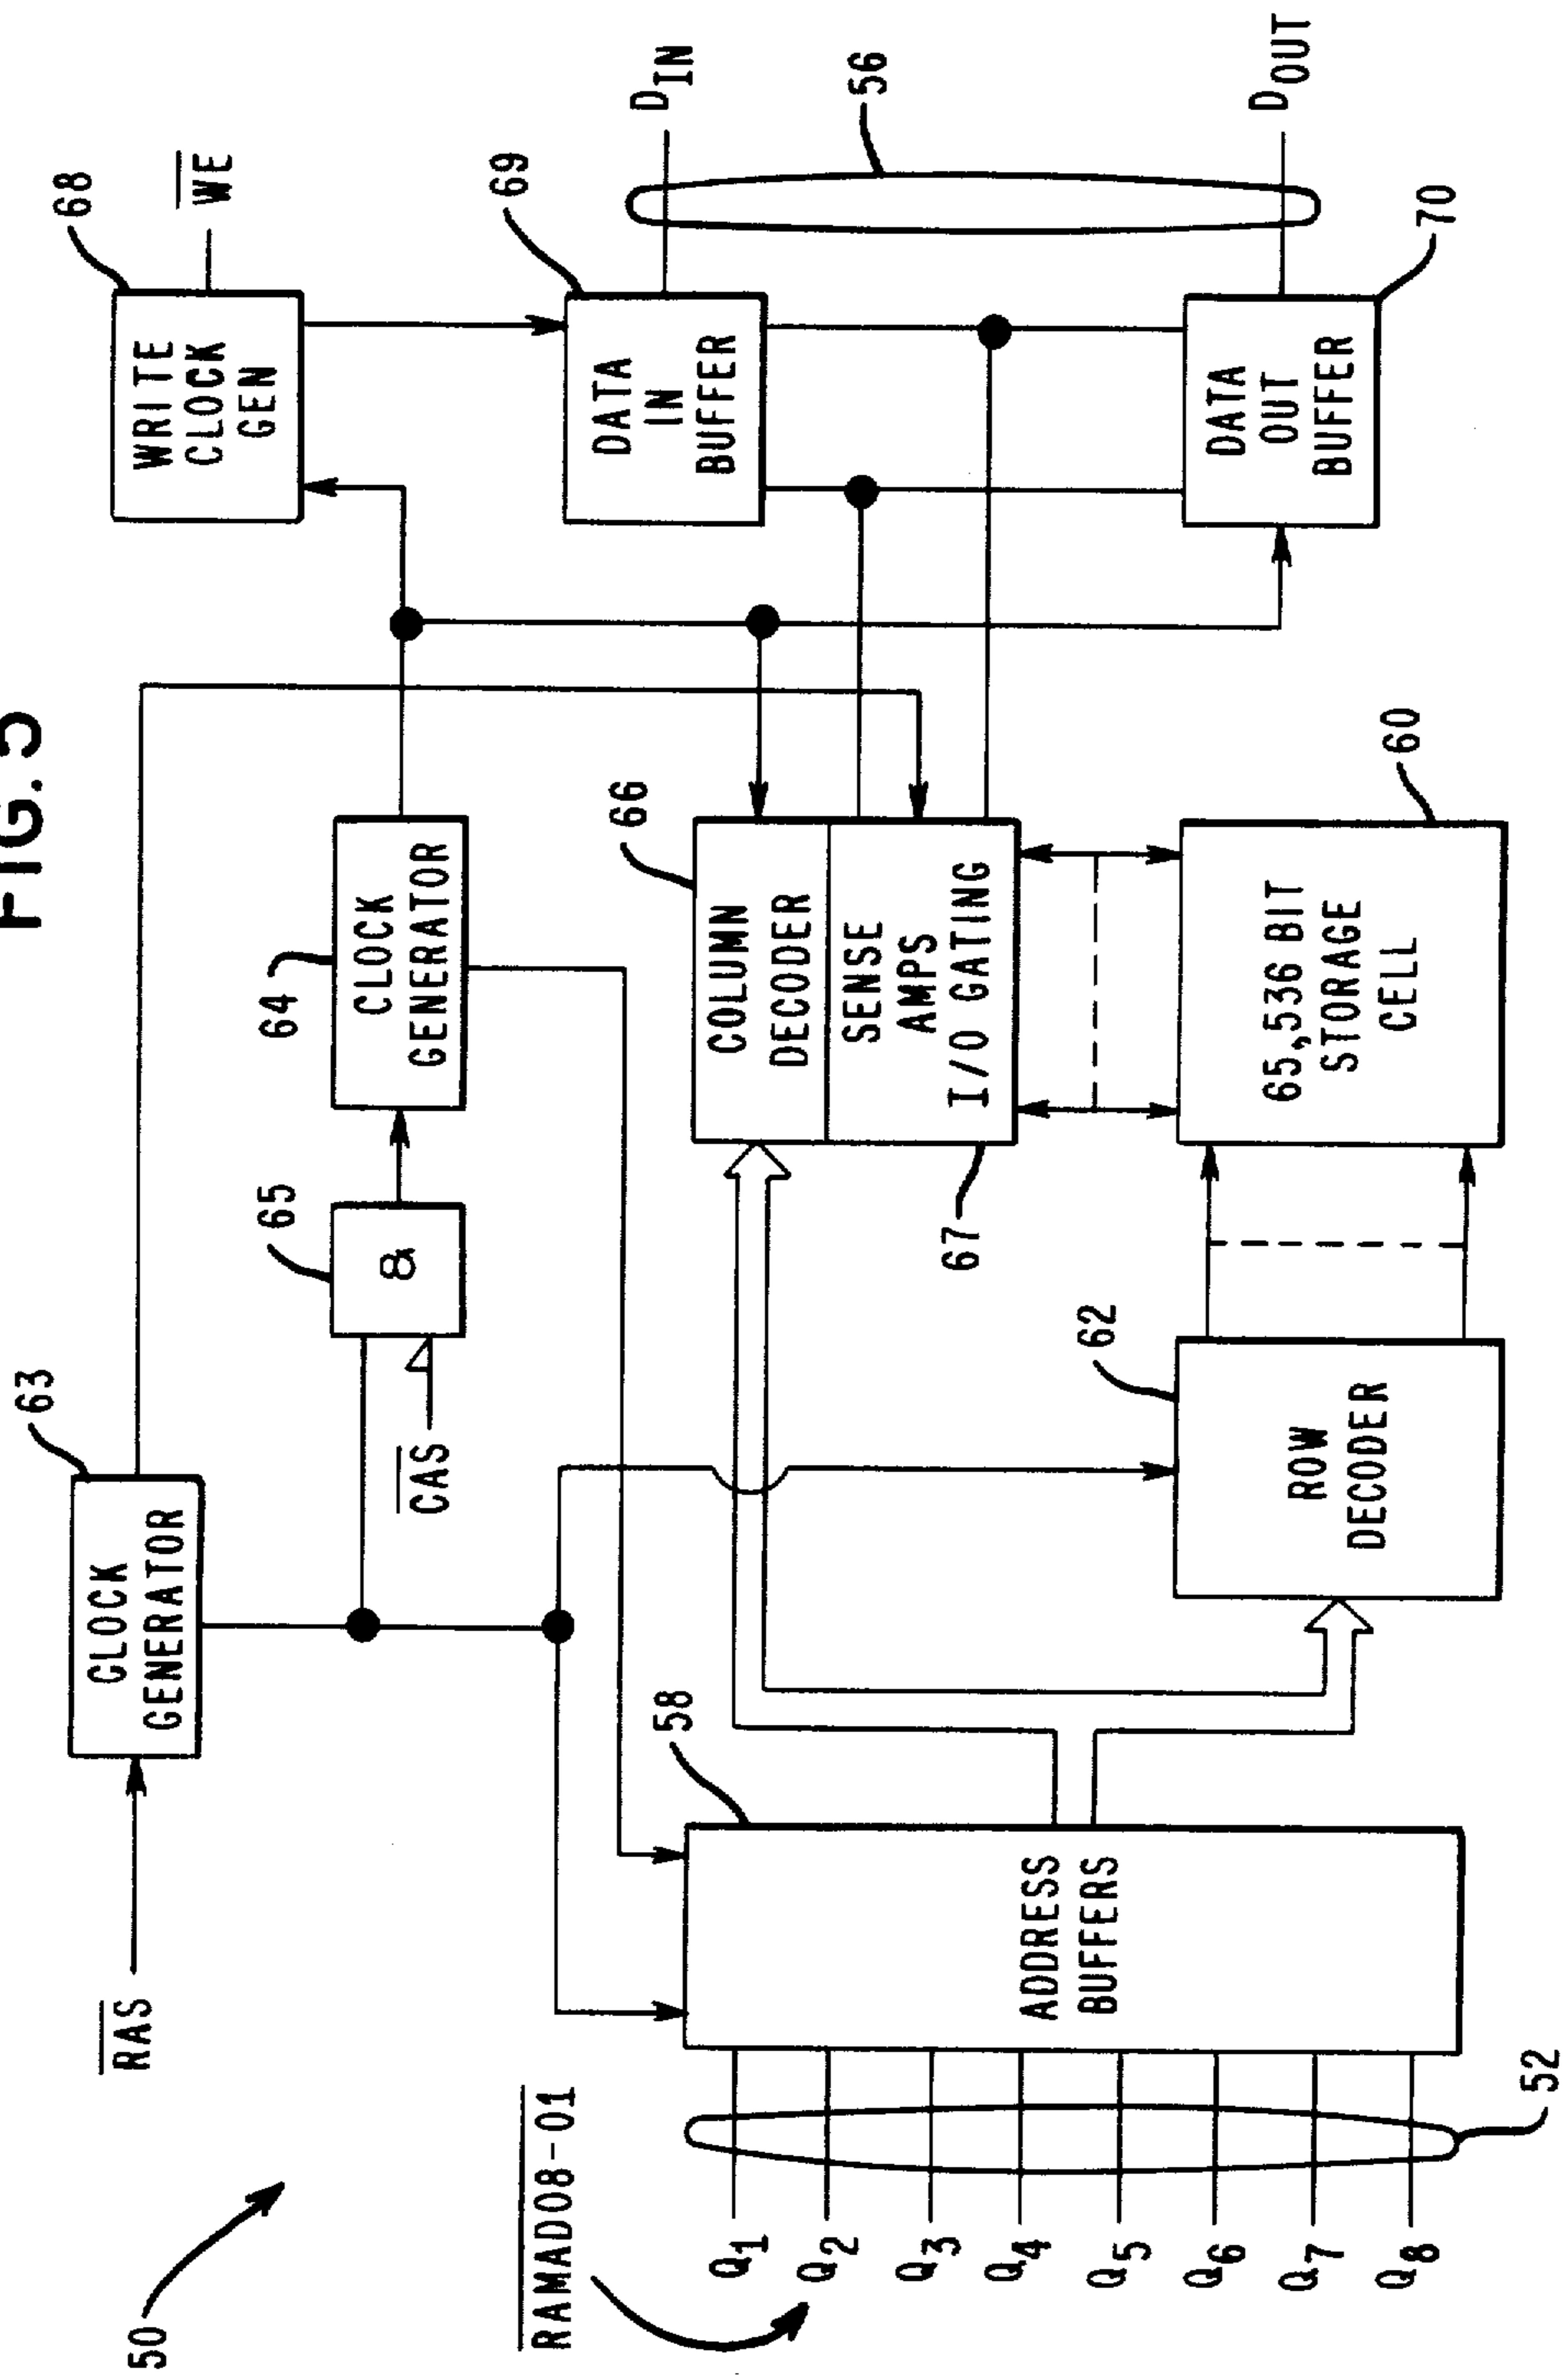 FIG. 5
50
RAS
63
CLOCK
GENERATOR
65
&
CAS
64
CLOCK
GENERATOR
68
WRITE
CLOCK
GEN
WE
69
DATA
IN
BUFFER
DIN
56
66
COLUMN
DECODER
SENSE
AMPS
I/O GATING
67
RAMAD08-01
Q1
Q2
Q3
Q4
Q5
Q6
Q7
Q8
52
58
ADDRESS
BUFFERS
62
ROW
DECODER
60
65,536 BIT
STORAGE
CELL
DATA
OUT
BUFFER
70
DOUT